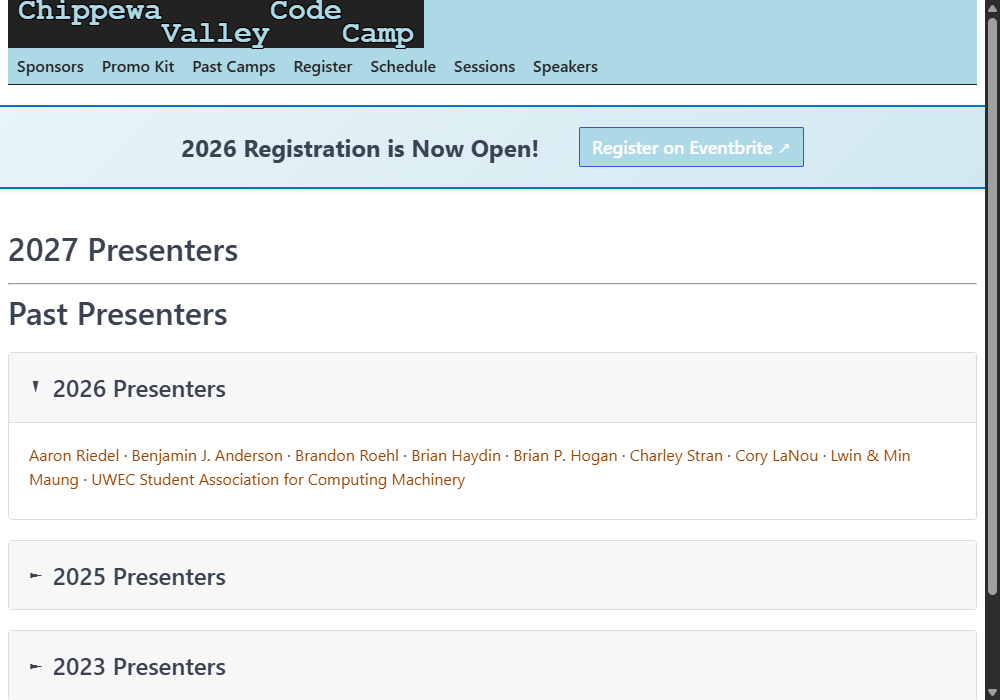 Chippewa Code
Valley Camp
Sponsors Promo Kit Past Camps Register Schedule Sessions Speakers
2026 Registration is Now Open! Register on Eventbrite ↗
2027 Presenters
Past Presenters
2026 Presenters
Aaron Riedel · Benjamin J. Anderson · Brandon Roehl · Brian Haydin · Brian P. Hogan · Charley Stran · Cory LaNou · Lwin & Min
Maung · UWEC Student Association for Computing Machinery
2025 Presenters
2023 Presenters